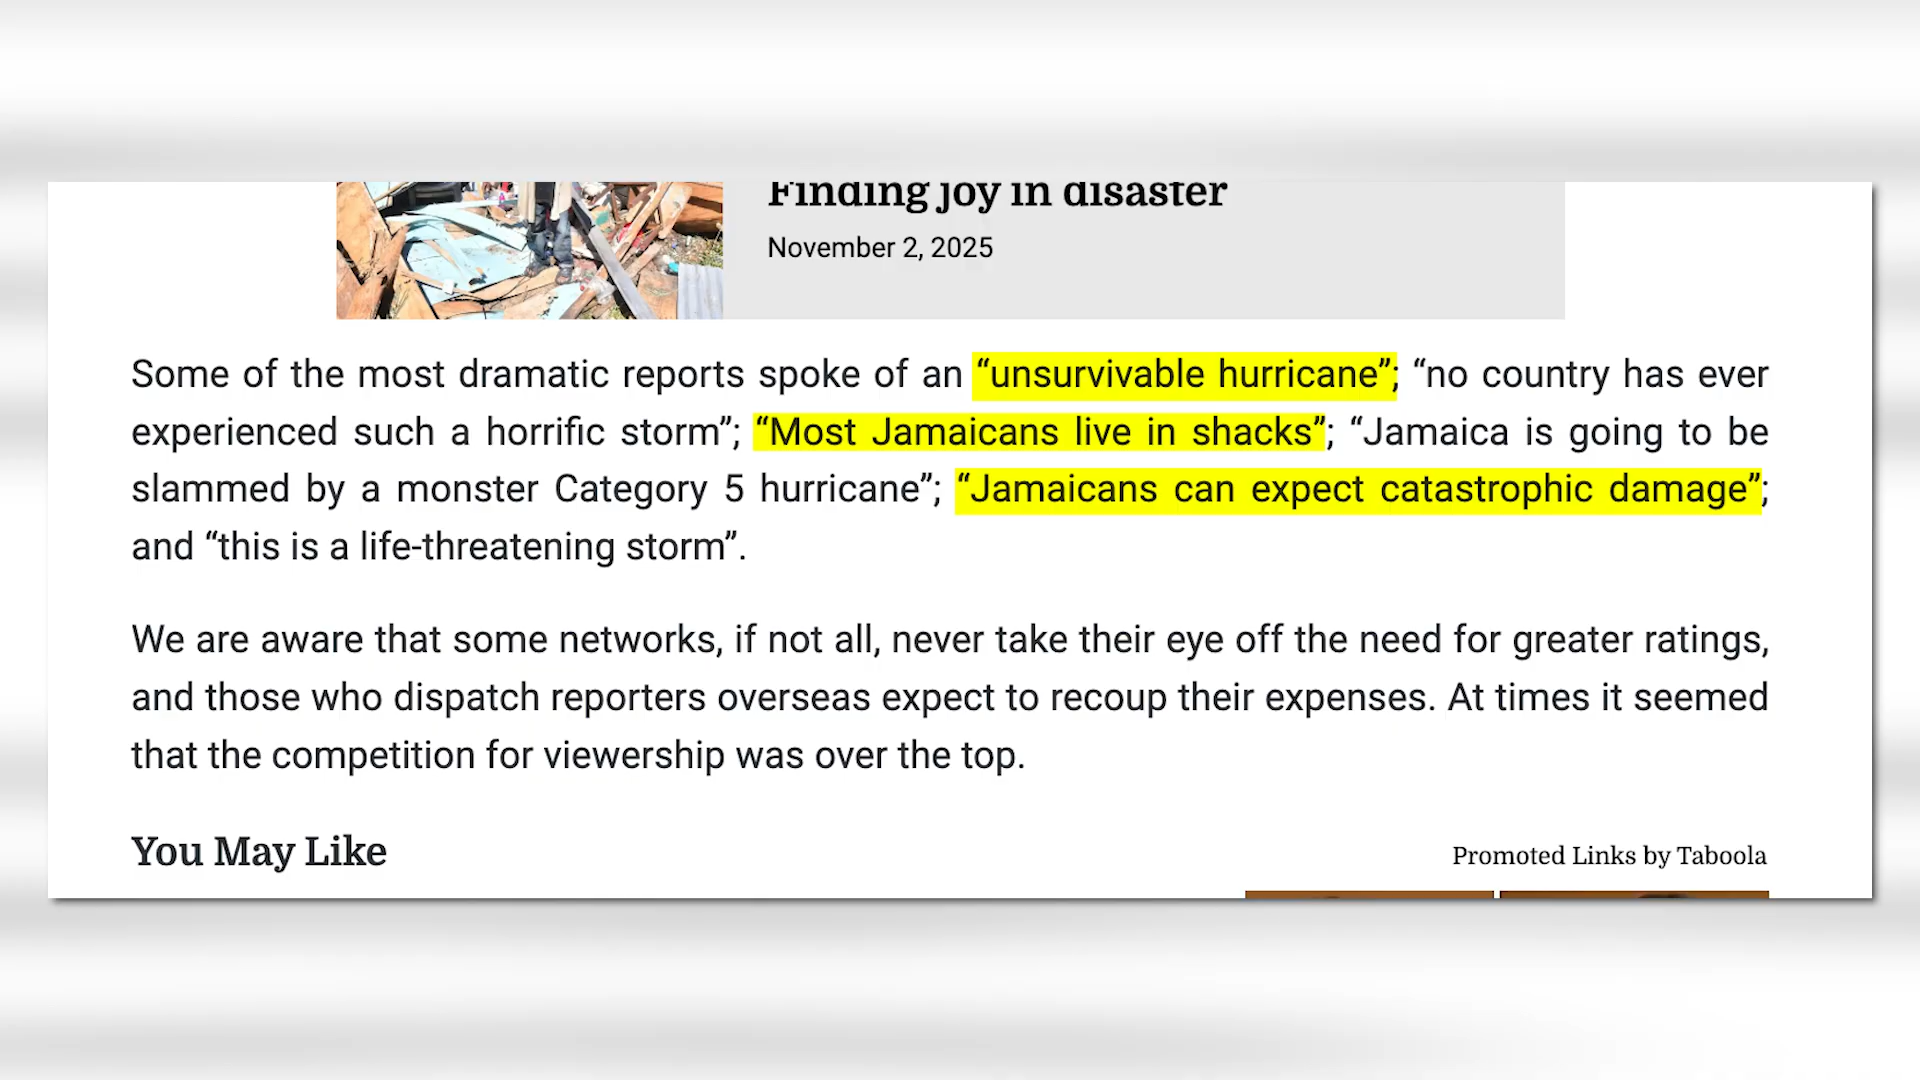 Finding joy in disaster
November 2, 2025
Some of the most dramatic reports spoke of an “unsurvivable hurricane”; “no country has ever
experienced such a horrific storm”; “Most Jamaicans live in shacks”; “Jamaica is going to be
slammed by a monster Category 5 hurricane”; “Jamaicans can expect catastrophic damage”;
and “this is a life-threatening storm”.
We are aware that some networks, if not all, never take their eye off the need for greater ratings,
and those who dispatch reporters overseas expect to recoup their expenses. At times it seemed
that the competition for viewership was over the top.
You May Like
Promoted Links by Taboola